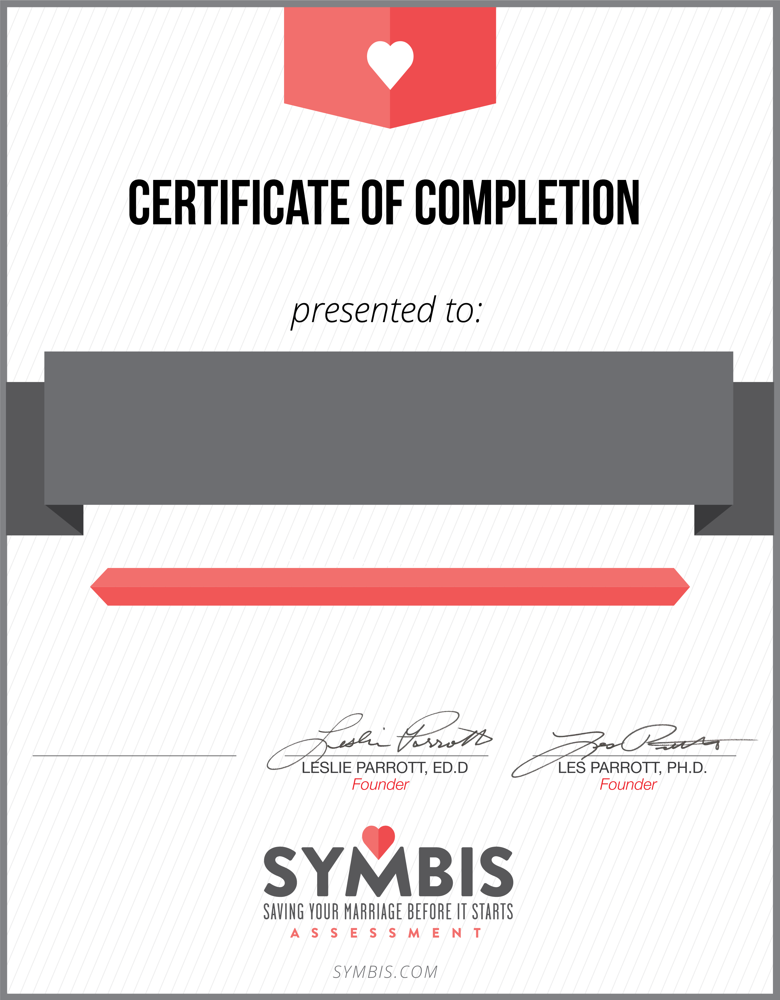 CERTIFICATE OF COMPLETION
presented to:
Leslie Parrott
Les Parrott
LESLIE PARROTT, ED.D
LES PARROTT, PH.D.
Founder
Founder
SYMBIS
SAVING YOUR MARRIAGE BEFORE IT STARTS
ASSESSMENT
SYMBIS.COM